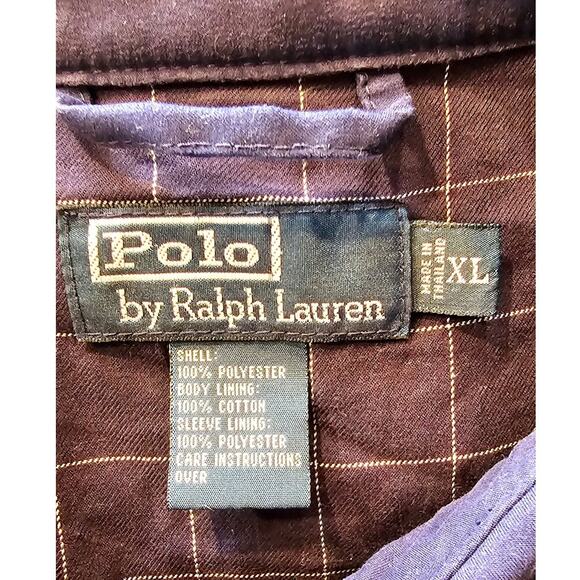 Polo
by Ralph Lauren
MADE IN
THAILAND
XL
SHELL:
100% POLYESTER
BODY LINING:
100% COTTON
SLEEVE LINING:
100% POLYESTER
CARE INSTRUCTIONS
OVER